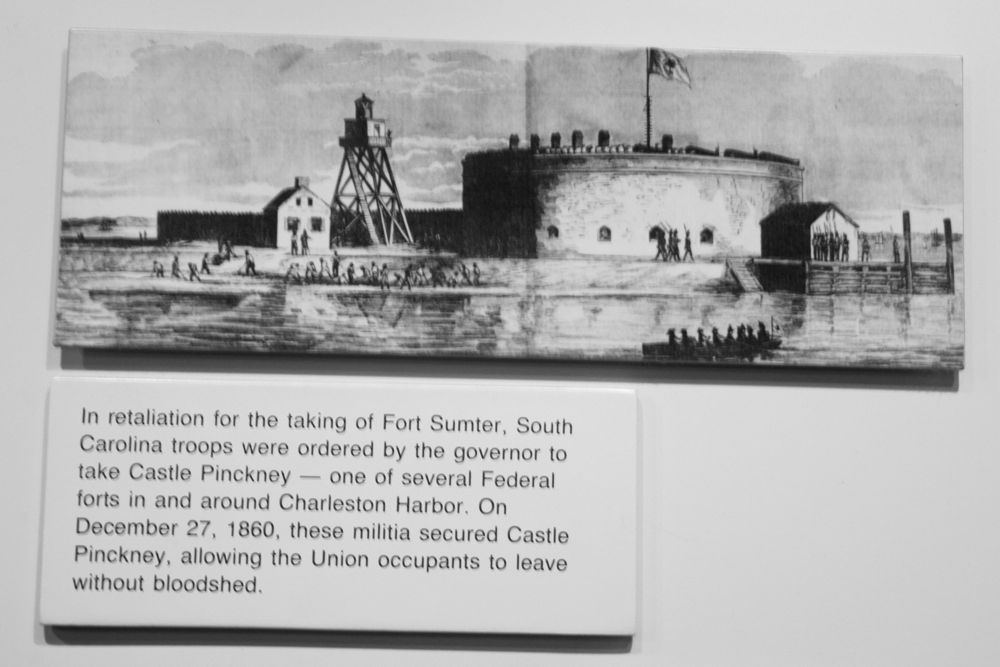 In retaliation for the taking of Fort Sumter, South
Carolina troops were ordered by the governor to
take Castle Pinckney — one of several Federal
forts in and around Charleston Harbor. On
December 27, 1860, these militia secured Castle
Pinckney, allowing the Union occupants to leave
without bloodshed.